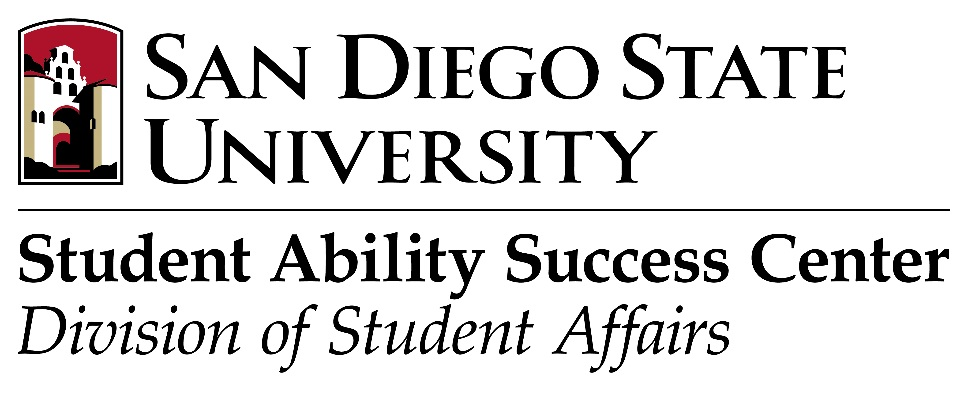 SAN DIEGO STATE
UNIVERSITY
Student Ability Success Center
Division of Student Affairs